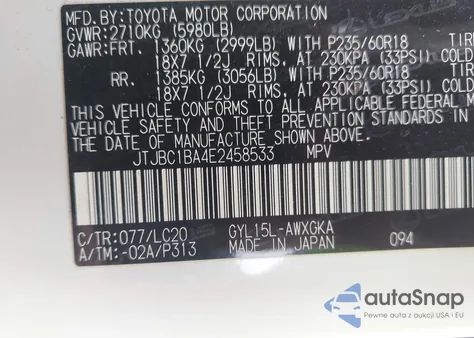 MFD. BY: TOYOTA MOTOR CORPORATION
GVWR: 2710KG (5980LB)
GAWR: FRT. 1360KG (2999LB) WITH P235/60R18 TIR
18X7 1/2J RIMS, AT 230KPA (33PSI) COLD
RR. 1385KG (3056LB) WITH P235/60R18 TIR
18X7 1/2J RIMS, AT 230KPA (33PSI) COLD
THIS VEHICLE CONFORMS TO ALL APPLICABLE FEDERAL M
VEHICLE SAFETY AND THEFT PREVENTION STANDARDS IN
THE DATE OF MANUFACTURE SHOWN ABOVE.
JTJBC1BA4E2458533 MPV
C/TR: 077/LC20 GYL15L-AWXGKA
A/TM: -02A/P313 MADE IN JAPAN 094
autoSnap
Pewne auta z aukcji USA i EU